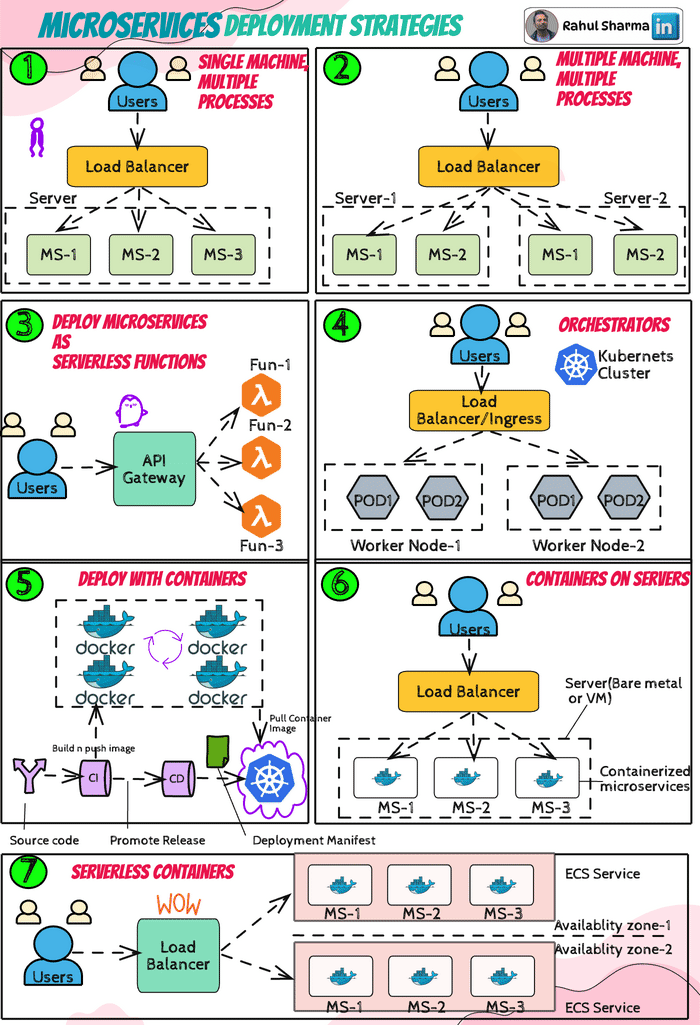 MICROSERVICES DEPLOYMENT STRATEGIES
Rahul Sharma in
1
SINGLE MACHINE,
MULTIPLE
PROCESSES
Users
Load Balancer
Server
MS-1 MS-2 MS-3
2
MULTIPLE MACHINE,
MULTIPLE
PROCESSES
Users
Load Balancer
Server-1 Server-2
MS-1 MS-2 MS-1 MS-2
3
DEPLOY MICROSERVICES
AS
SERVERLESS FUNCTIONS
Fun-1
λ
Fun-2
λ
API
Gateway
Users
λ
Fun-3
4
ORCHESTRATORS
Users
Kubernets
Cluster
Load
Balancer/Ingress
POD1 POD2 POD1 POD2
Worker Node-1 Worker Node-2
5
DEPLOY WITH CONTAINERS
docker docker
docker docker
Pull Container
Image
Build n push image
CI CD
Source code Promote Release Deployment Manifest
6
CONTAINERS ON SERVERS
Users
Load Balancer
Server(Bare metal
or VM)
Containerized
microservices
MS-1 MS-2 MS-3
7
SERVERLESS CONTAINERS
WOW
Users
Load
Balancer
ECS Service
MS-1 MS-2 MS-3
Availablity zone-1
Availablity zone-2
MS-1 MS-2 MS-3
ECS Service